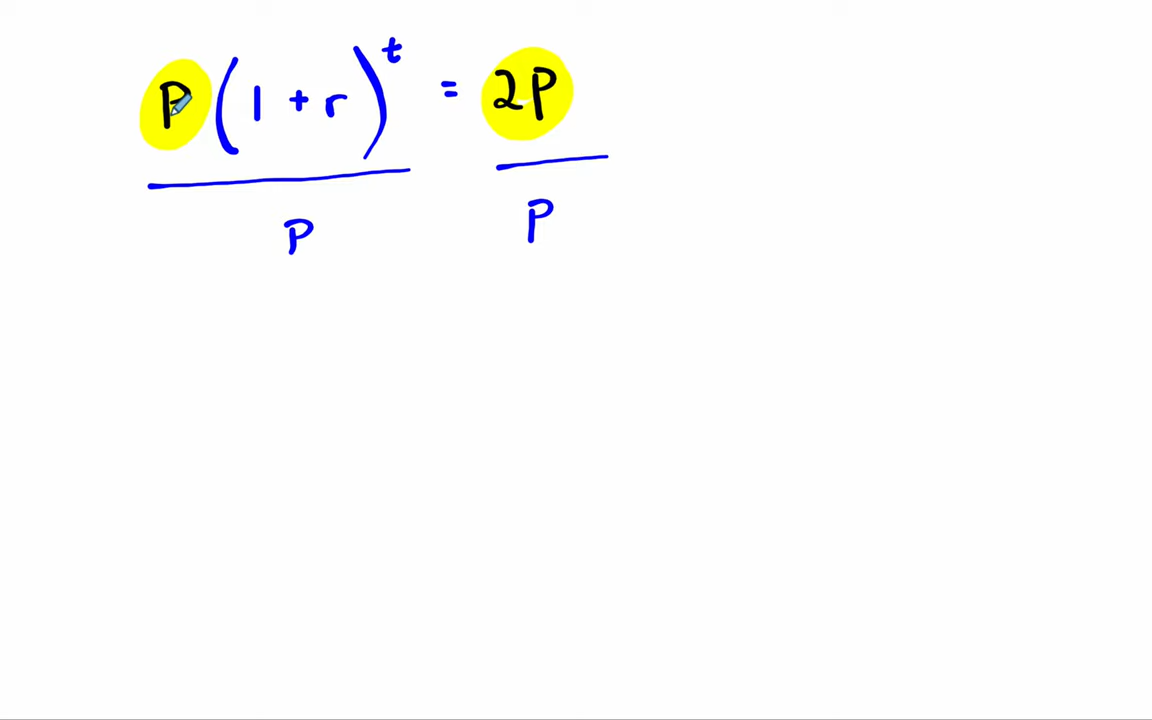 P(1 + r)^t = 2P
P P